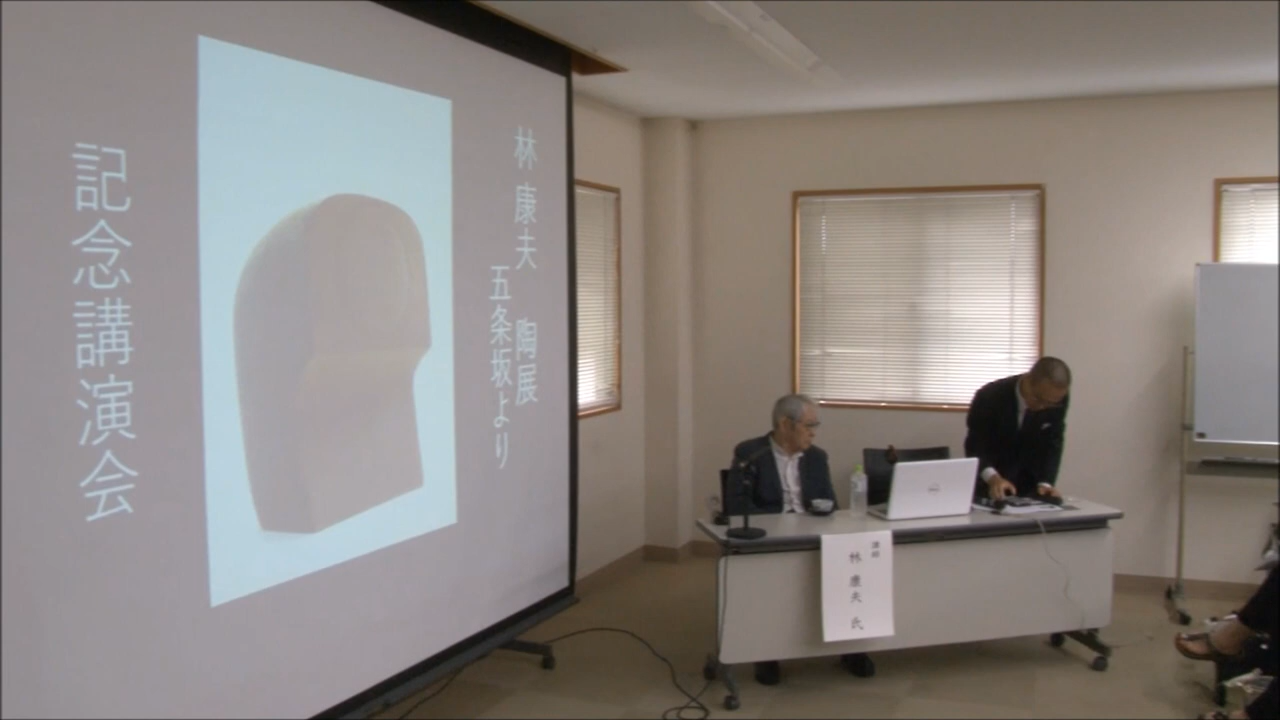 林康夫 陶展
五条坂より
記念講演会
講師
林康夫氏